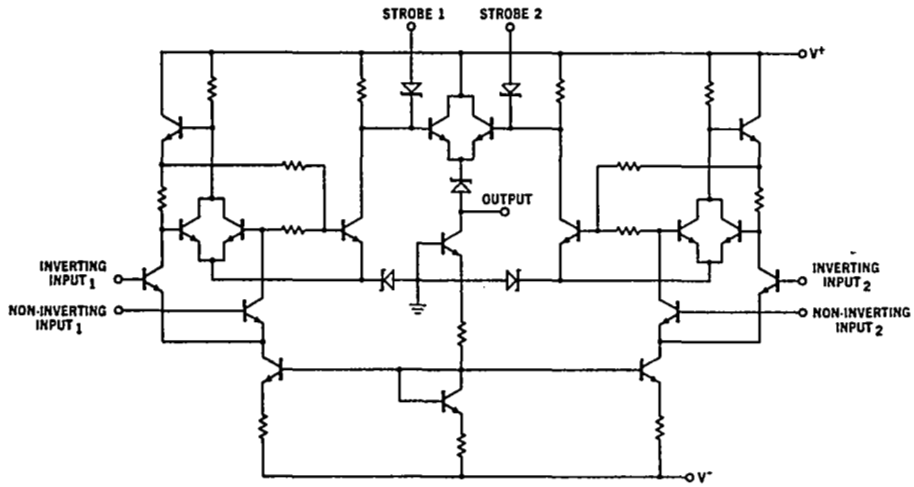 STROBE 1
STROBE 2
V+
OUTPUT
INVERTING
INPUT1
NON-INVERTING
INPUT1
INVERTING
INPUT2
NON-INVERTING
INPUT2
V-